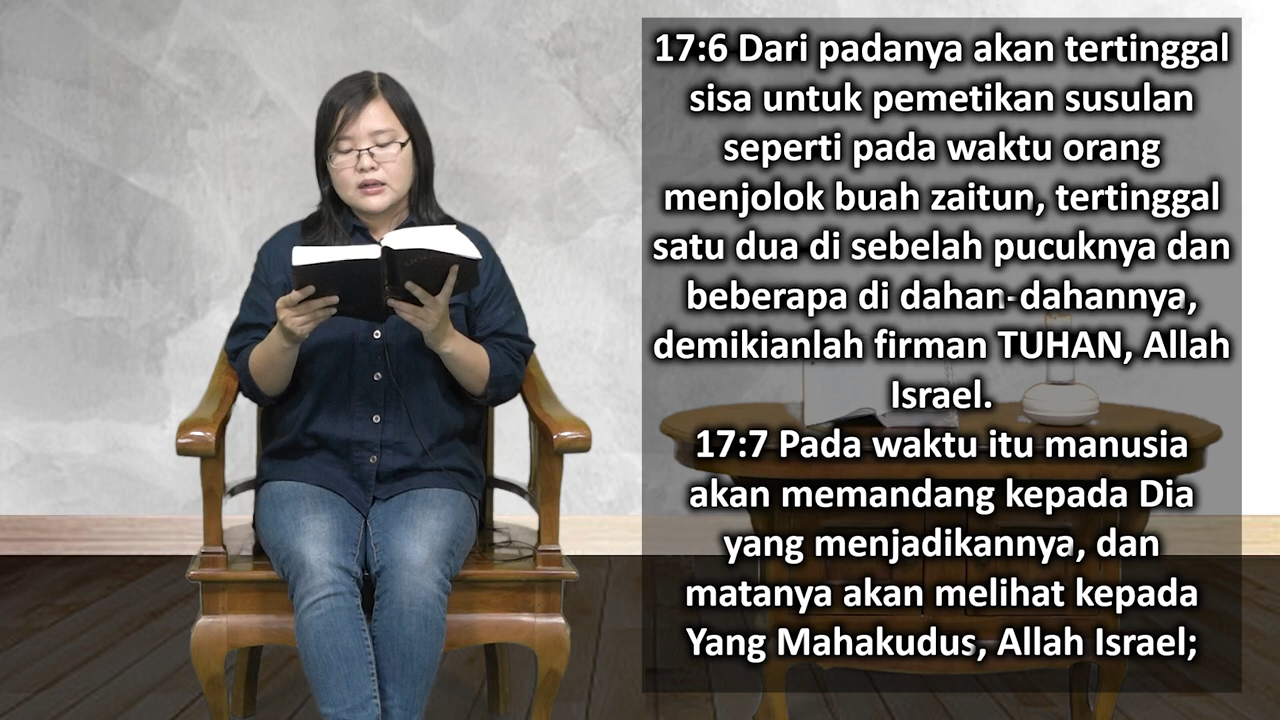 17:6 Dari padanya akan tertinggal
sisa untuk pemetikan susulan
seperti pada waktu orang
menjolok buah zaitun, tertinggal
satu dua di sebelah pucuknya dan
beberapa di dahan-dahannya,
demikianlah firman TUHAN, Allah
Israel.
17:7 Pada waktu itu manusia
akan memandang kepada Dia
yang menjadikannya, dan
matanya akan melihat kepada
Yang Mahakudus, Allah Israel;